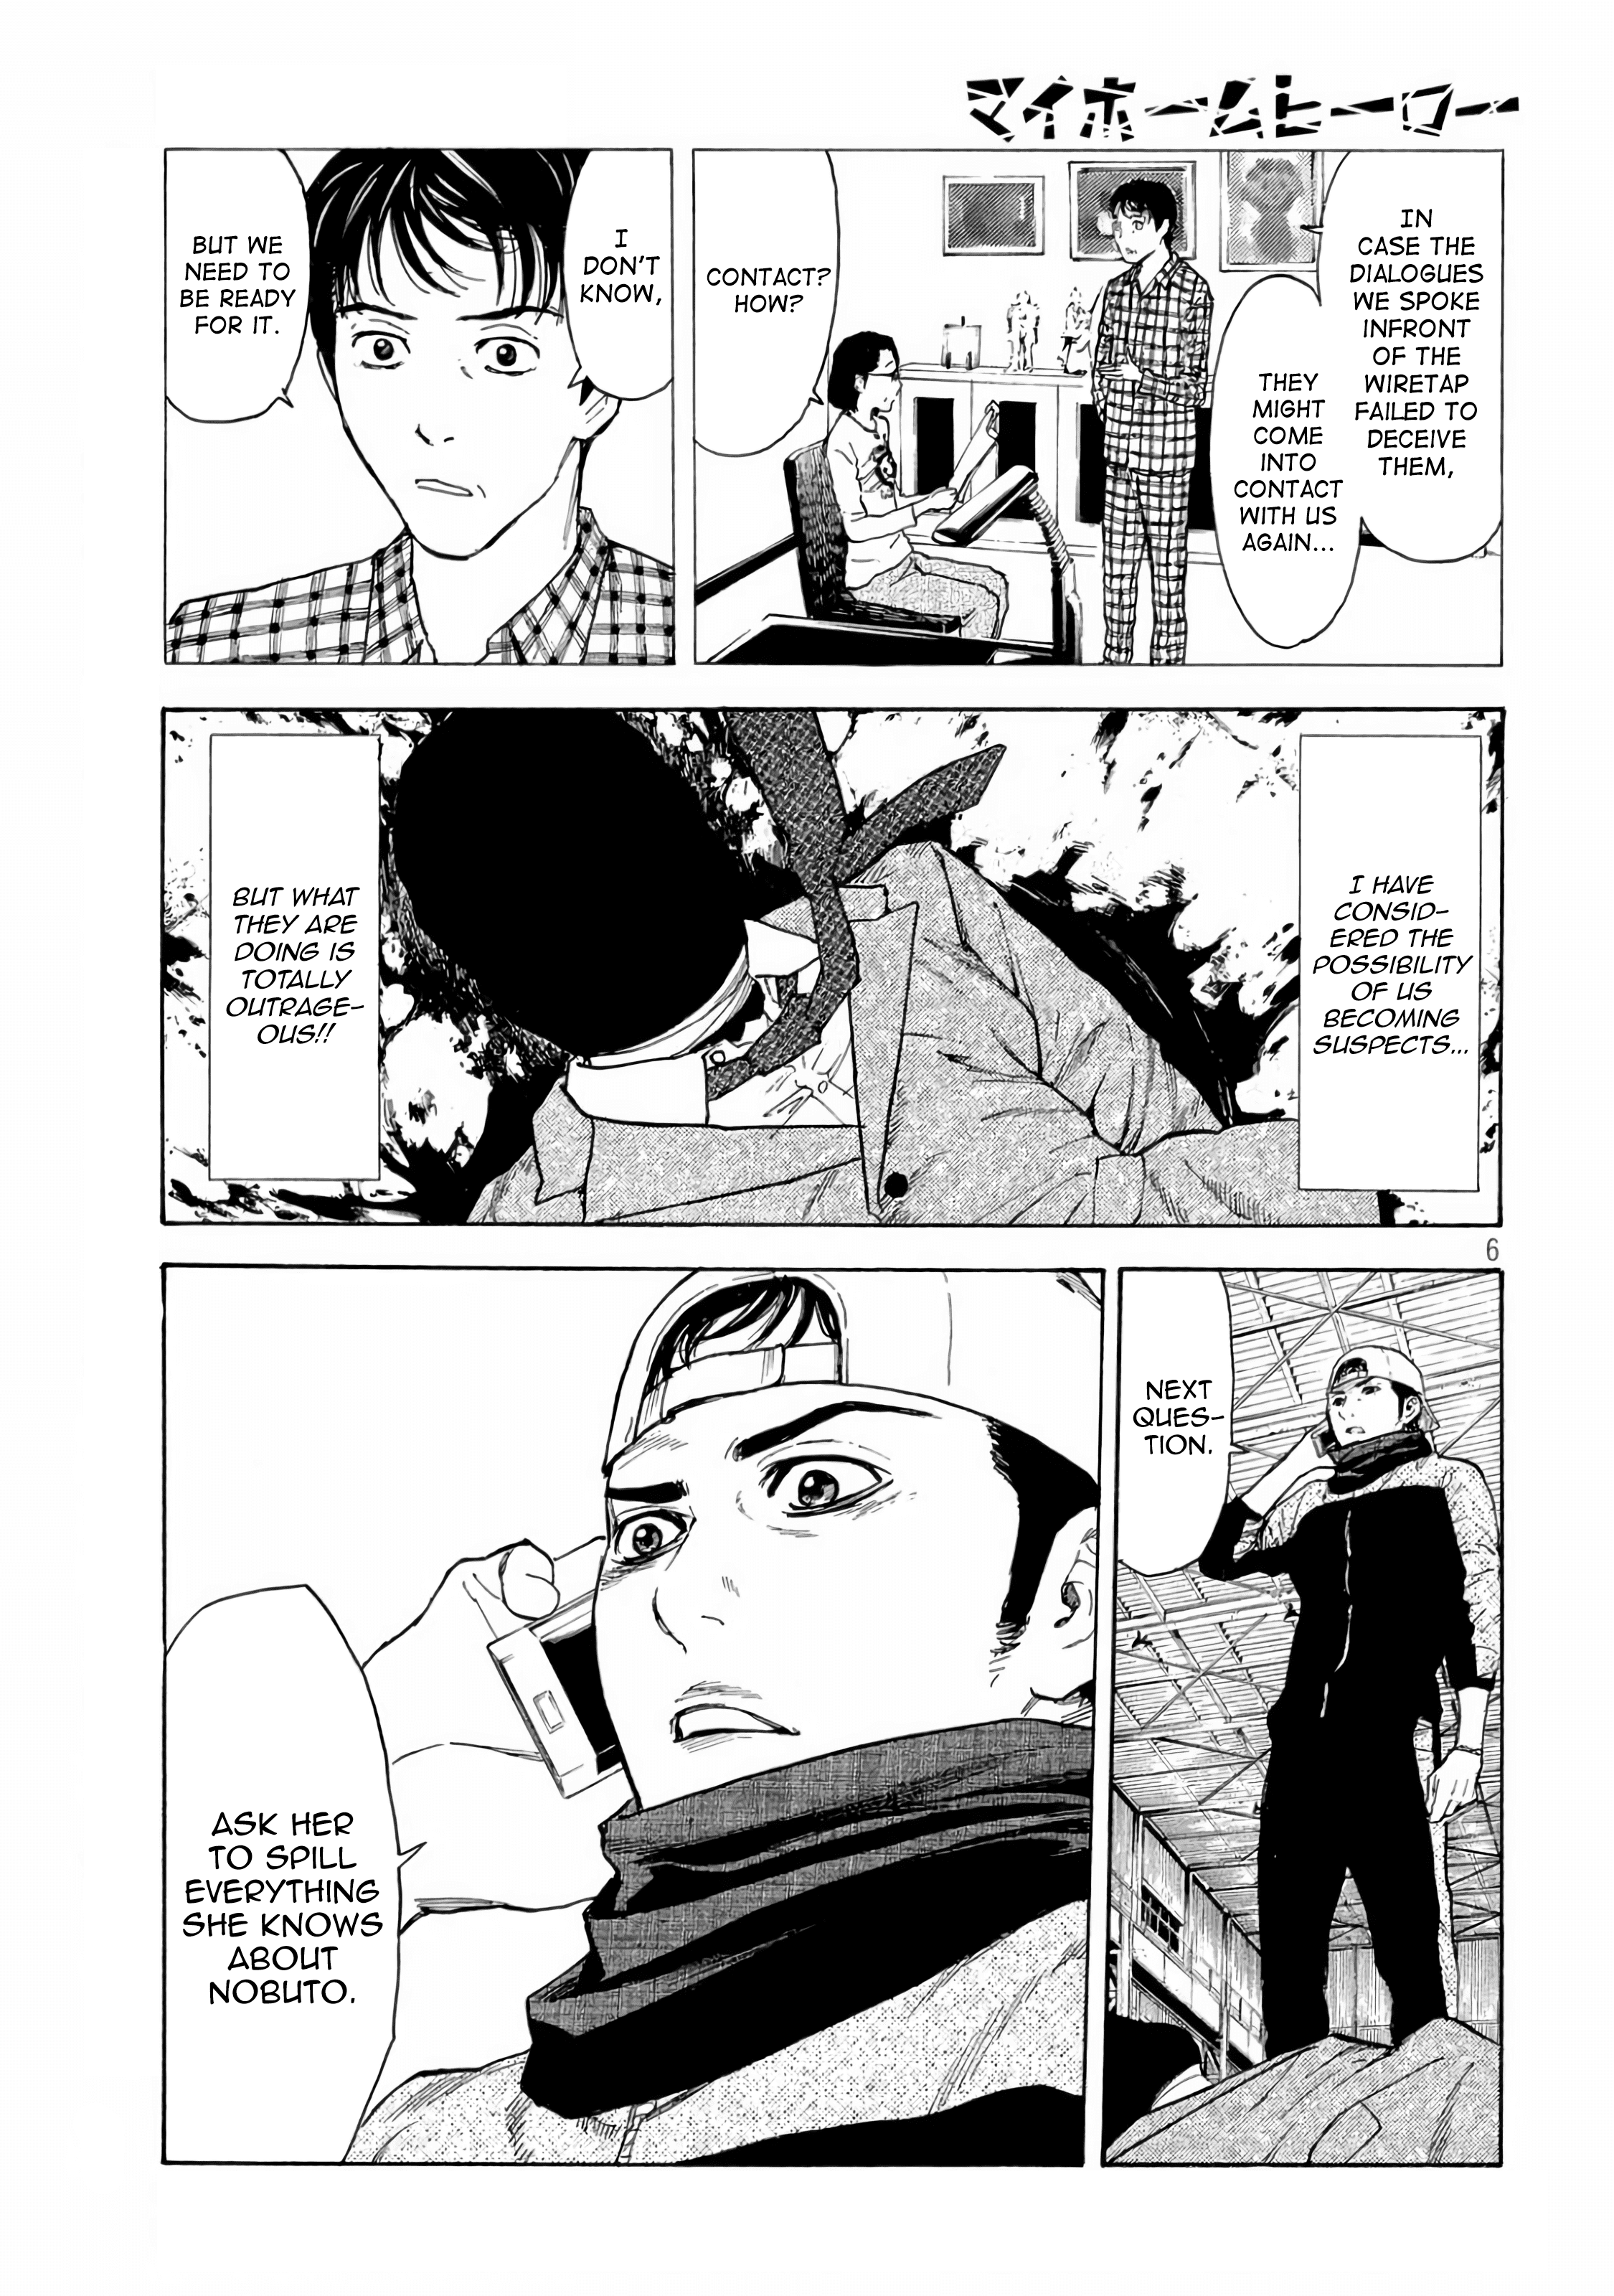 マイホームヒーロー
IN
CASE THE
DIALOGUES
WE SPOKE
INFRONT
OF THE
WIRETAP
FAILED TO
DECEIVE
THEM,
THEY
MIGHT
COME
INTO
CONTACT
WITH US
AGAIN...
CONTACT?
HOW?
I
DON'T
KNOW,
BUT WE
NEED TO
BE READY
FOR IT.
I HAVE
CONSID-
ERED THE
POSSIBILITY
OF US
BECOMING
SUSPECTS...
BUT WHAT
THEY ARE
DOING IS
TOTALLY
OUTRAGE-
OUS!!
6
NEXT
QUES-
TION.
ASK HER
TO SPILL
EVERYTHING
SHE KNOWS
ABOUT
NOBUTO.